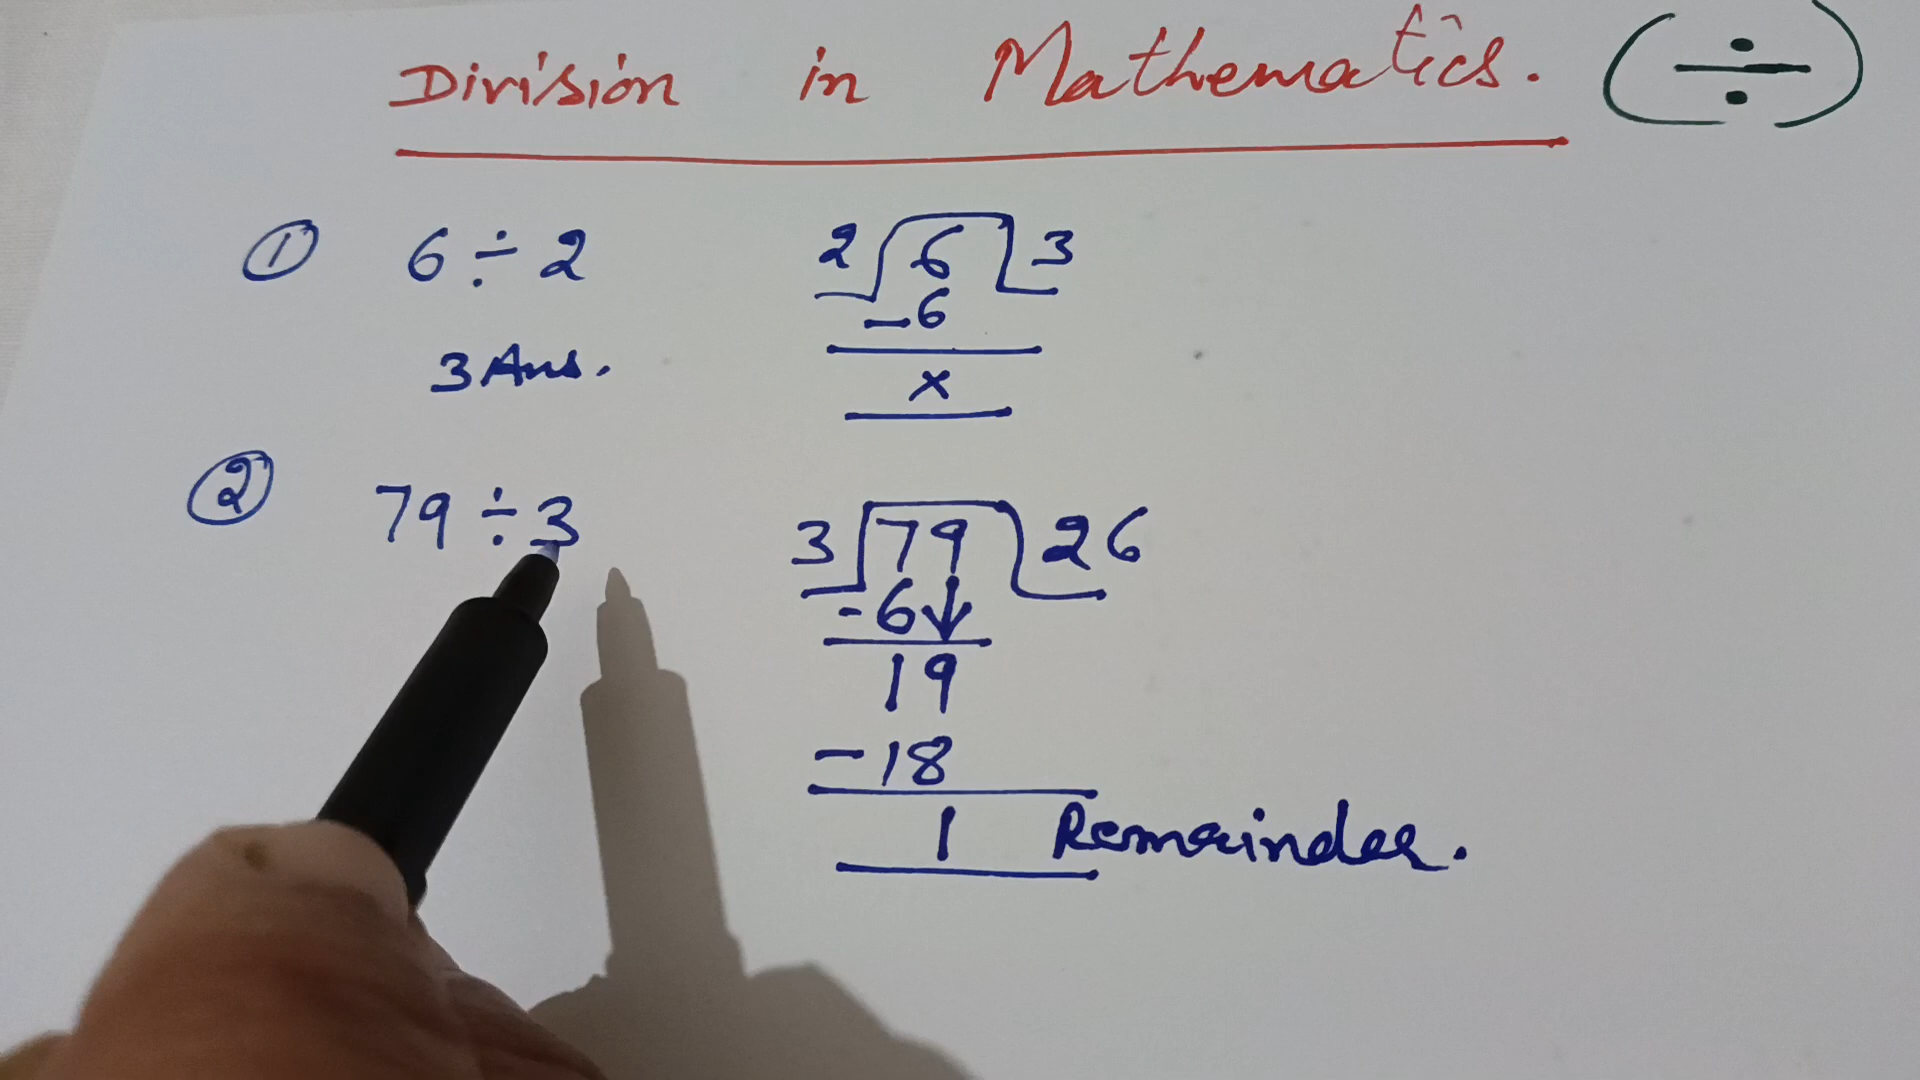 Division in Mathematics. (÷)
① 6 ÷ 2
2 6 3
-6
x
3 Ans.
② 79 ÷ 3
3 79 26
-6↓
19
-18
1 Remainder.